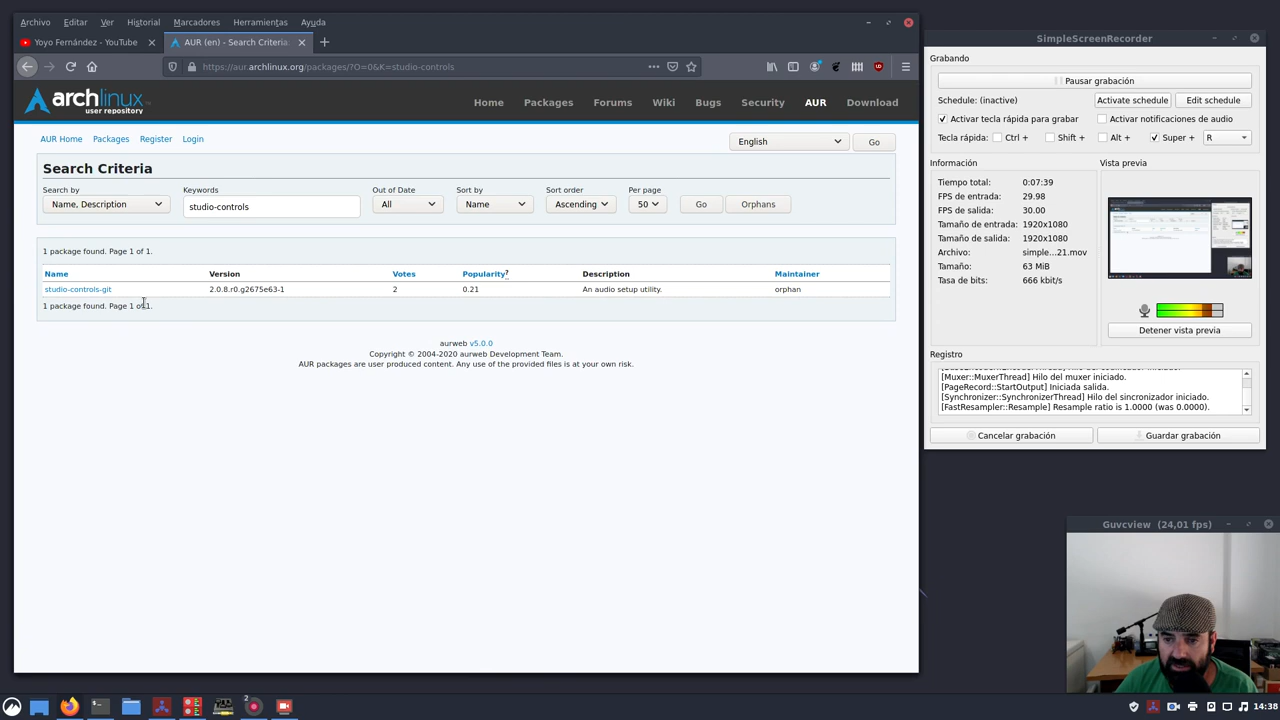 Archivo Editar Ver Historial Marcadores Herramientas Ayuda
Yoyo Fernández - YouTube
AUR (en) - Search Criteria:
https://aur.archlinux.org/packages/?O=0&K=studio-controls
archlinux
user repository
Home Packages Forums Wiki Bugs Security AUR Download
AUR Home Packages Register Login
English
Go
Search Criteria
Search by Keywords Out of Date Sort by Sort order Per page
Name, Description studio-controls All Name Ascending 50 Go Orphans
1 package found. Page 1 of 1.
Name Version Votes Popularity? Description Maintainer
studio-controls-git 2.0.8.r0.g2675e63-1 2 0.21 An audio setup utility. orphan
1 package found. Page 1 of 1.
aurweb v5.0.0
Copyright © 2004-2020 aurweb Development Team.
AUR packages are user produced content. Any use of the provided files is at your own risk.
SimpleScreenRecorder
Grabando
Pausar grabación
Schedule: (inactive) Activate schedule Edit schedule
Activar tecla rápida para grabar Activar notificaciones de audio
Tecla rápida: Ctrl + Shift + Alt + Super + R
Información
Tiempo total: 0:07:39
FPS de entrada: 29.98
FPS de salida: 30.00
Tamaño de entrada: 1920x1080
Tamaño de salida: 1920x1080
Archivo: simple...21.mov
Tamaño: 63 MiB
Tasa de bits: 666 kbit/s
Vista previa
Detener vista previa
Registro
[Muxer::MuxerThread] Hilo del muxer iniciado.
[PageRecord::StartOutput] Iniciada salida.
[Synchronizer::SynchronizerThread] Hilo del sincronizador iniciado.
[FastResampler::Resample] Resample ratio is 1.0000 (was 0.0000).
Cancelar grabación Guardar grabación
Guvcview (24,01 fps)
2
14:38